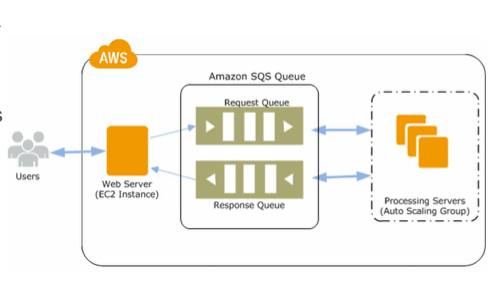 AWS
Amazon SQS Queue
Request Queue
Users
Web Server
(EC2 Instance)
Response Queue
Processing Servers
(Auto Scaling Group)